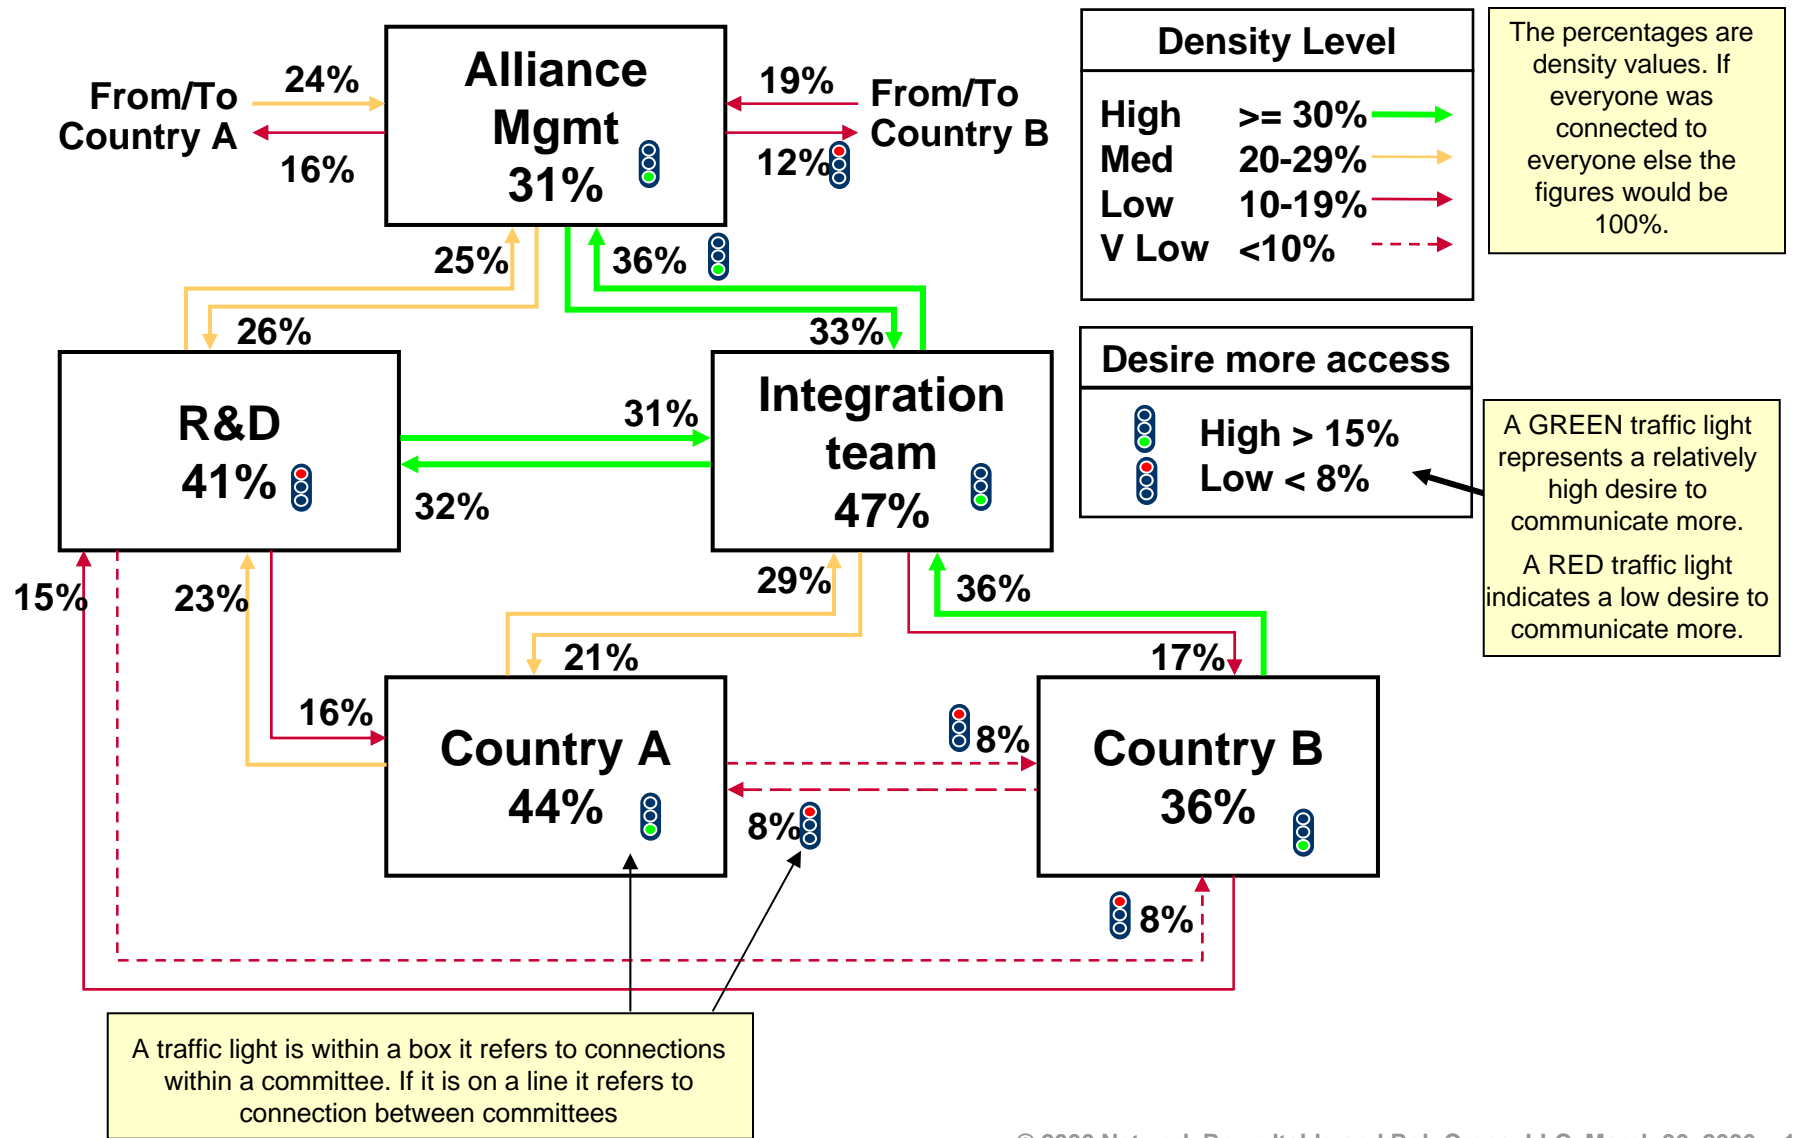 Alliance
Mgmt
31%
From/To
Country A
24%
16%
19%
12%
From/To
Country B
Density Level
High >= 30%
Med 20-29%
Low 10-19%
V Low <10%
The percentages are
density values. If
everyone was
connected to
everyone else the
figures would be
100%.
25%
36%
26%
33%
R&D
41%
31%
32%
Integration
team
47%
Desire more access
High > 15%
Low < 8%
A GREEN traffic light
represents a relatively
high desire to
communicate more.
A RED traffic light
indicates a low desire to
communicate more.
15%
23%
29%
36%
21%
17%
16%
Country A
44%
8%
8%
Country B
36%
8%
A traffic light is within a box it refers to connections
within a committee. If it is on a line it refers to
connection between committees